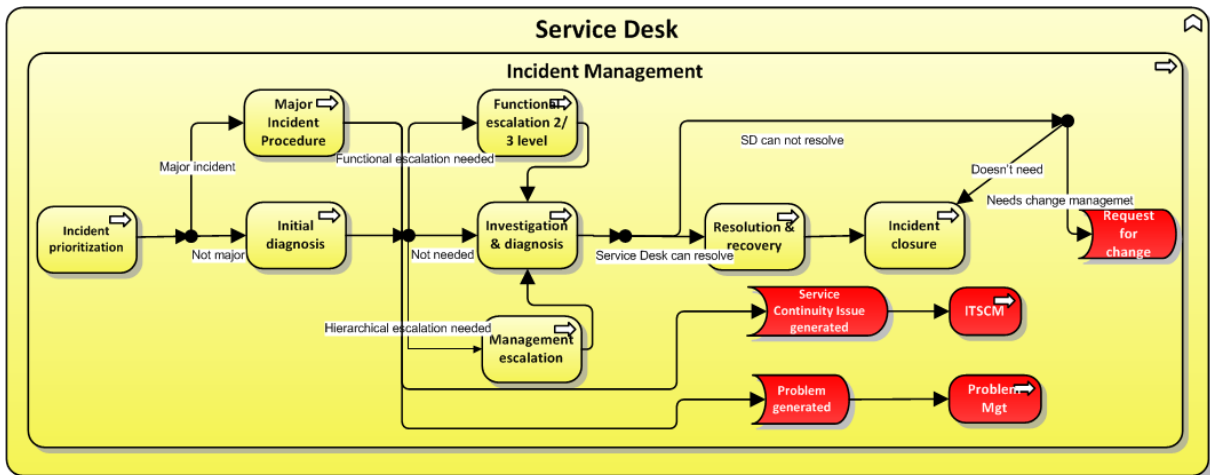 Service Desk
Incident Management
Major
Incident
Procedure
Functional
escalation 2/
3 level
SD can not resolve
Functional escalation needed
Major incident
Doesn't need
Needs change managemet
Incident
prioritization
Not major
Initial
diagnosis
Not needed
Investigation
& diagnosis
Service Desk can resolve
Resolution &
recovery
Incident
closure
Request
for
change
Hierarchical escalation needed
Management
escalation
Service
Continuity Issue
generated
ITSCM
Problem
generated
Problem
Mgt